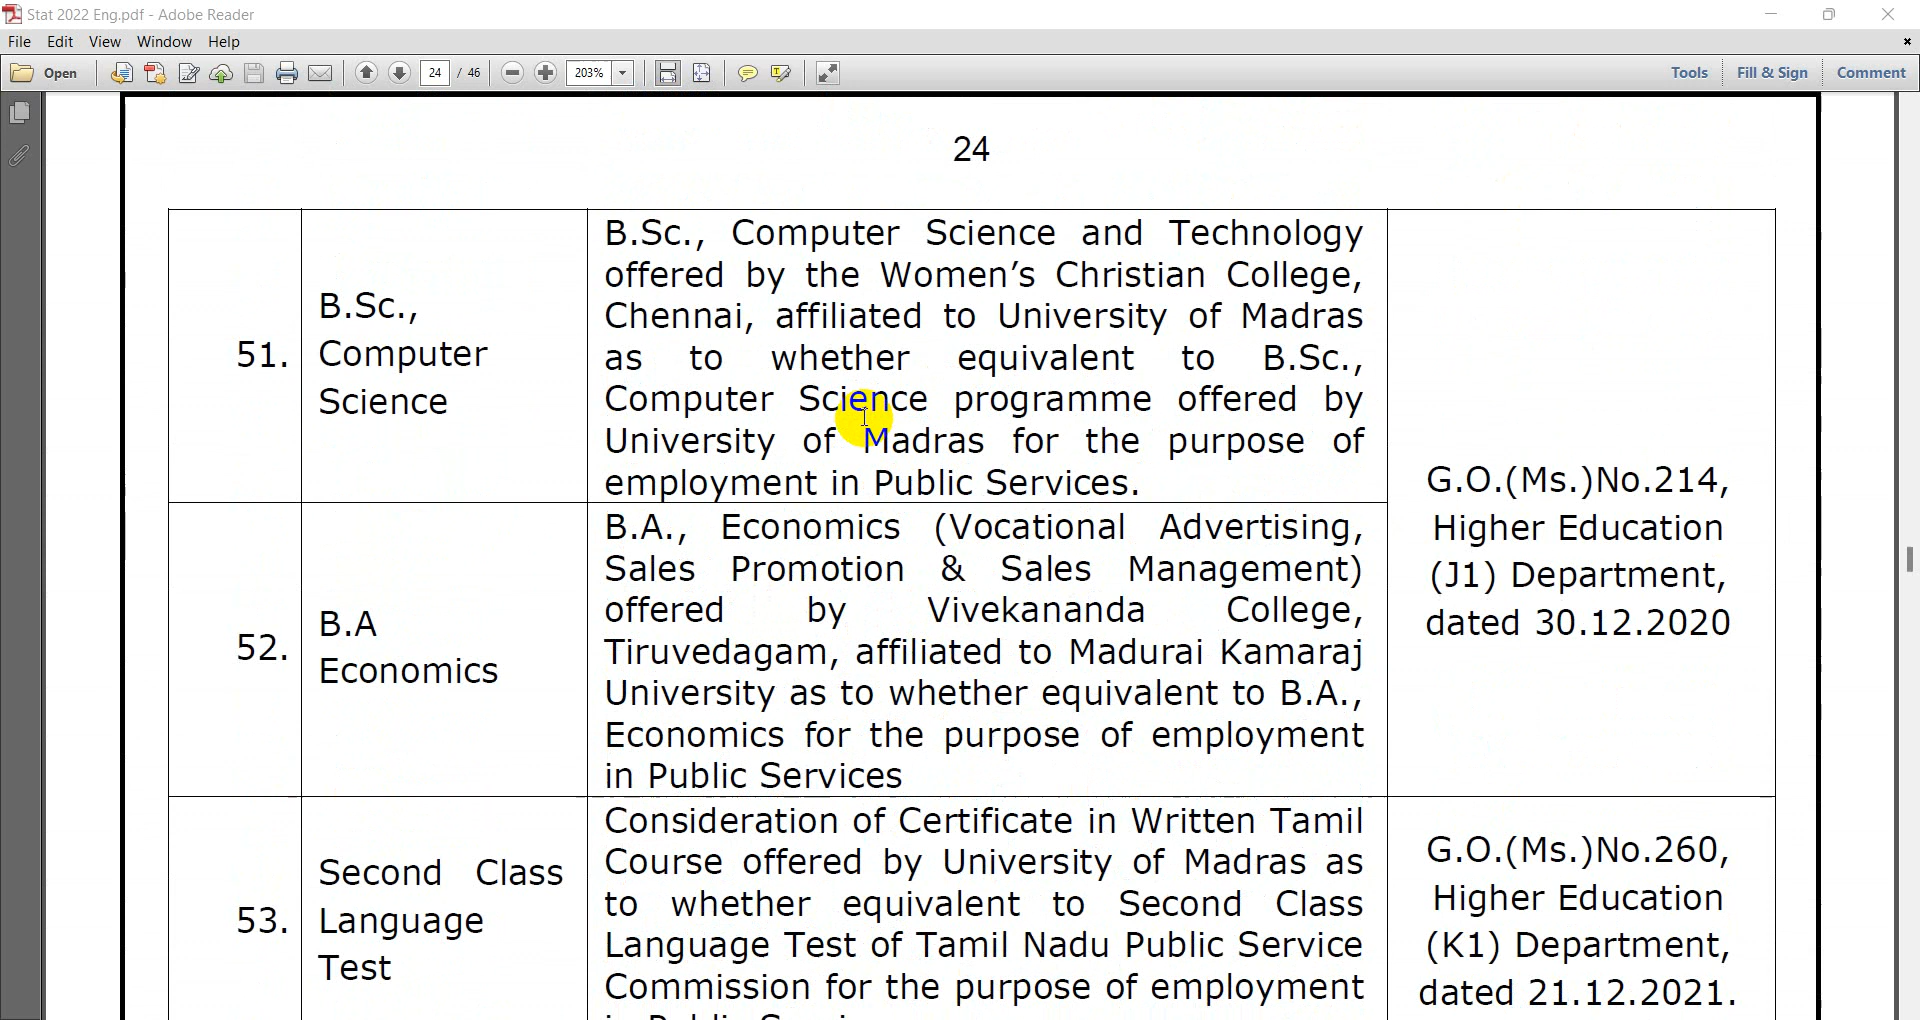 Stat 2022 Eng.pdf - Adobe Reader
File Edit View Window Help
Open 24 / 46 203% Tools Fill & Sign Comment
24
51.
B.Sc.,
Computer
Science
B.Sc., Computer Science and Technology
offered by the Women’s Christian College,
Chennai, affiliated to University of Madras
as to whether equivalent to B.Sc.,
Computer Science programme offered by
University of Madras for the purpose of
employment in Public Services.
G.O.(Ms.)No.214,
Higher Education
(J1) Department,
dated 30.12.2020
52.
B.A
Economics
B.A., Economics (Vocational Advertising,
Sales Promotion & Sales Management)
offered by Vivekananda College,
Tiruvedagam, affiliated to Madurai Kamaraj
University as to whether equivalent to B.A.,
Economics for the purpose of employment
in Public Services
53.
Second Class
Language
Test
Consideration of Certificate in Written Tamil
Course offered by University of Madras as
to whether equivalent to Second Class
Language Test of Tamil Nadu Public Service
Commission for the purpose of employment
G.O.(Ms.)No.260,
Higher Education
(K1) Department,
dated 21.12.2021.